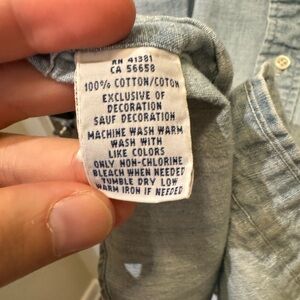 RN 41381
CA 56658
100% COTTON/COTON
EXCLUSIVE OF
DECORATION
SAUF DECORATION
MACHINE WASH WARM
WASH WITH
LIKE COLORS
ONLY NON-CHLORINE
BLEACH WHEN NEEDED
TUMBLE DRY LOW
WARM IRON IF NEEDED